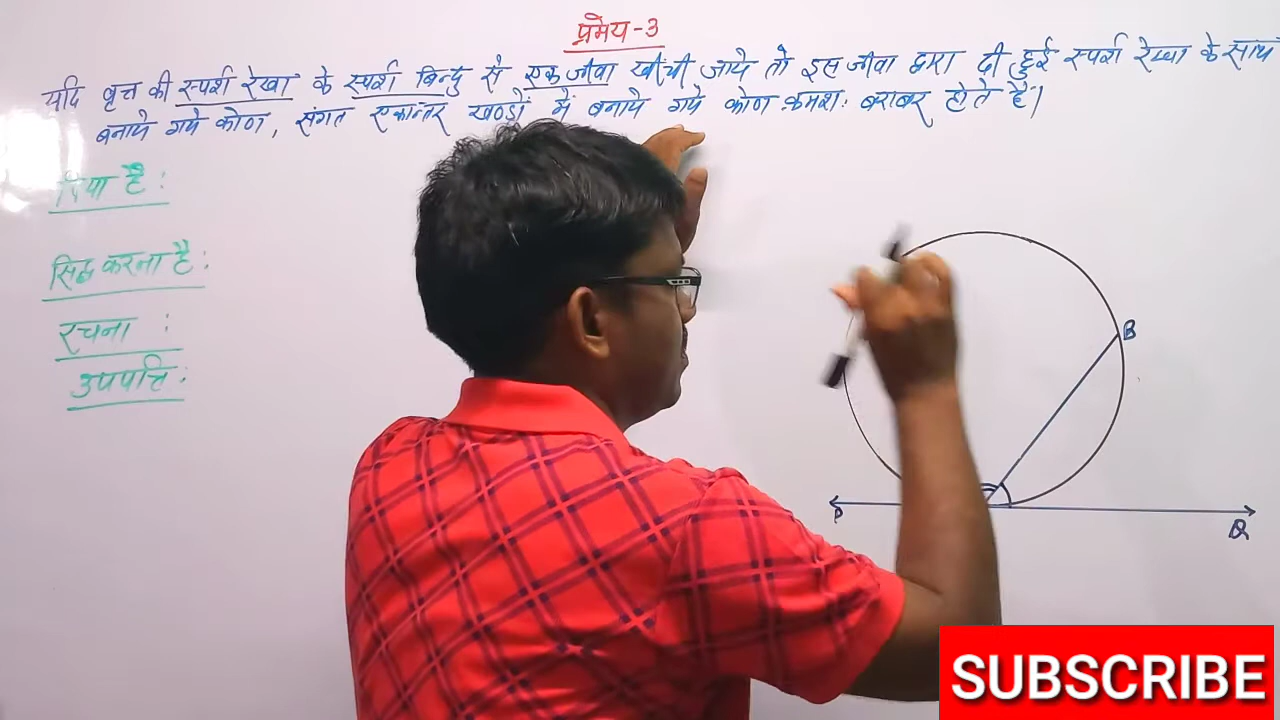 प्रमेय-3
यदि वृत्त की स्पर्श रेखा के स्पर्श बिन्दु से एक जीवा खींची जाये तो इस जीवा द्वारा दी हुई स्पर्श रेखा के साथ
बनाये गये कोण, संगत एकान्तर खण्डों में बनाये गये कोण क्रमशः बराबर होते हैं।
दिया है :
सिद्ध करना है :
रचना :
उपपत्ति :
B
P
Q
SUBSCRIBE